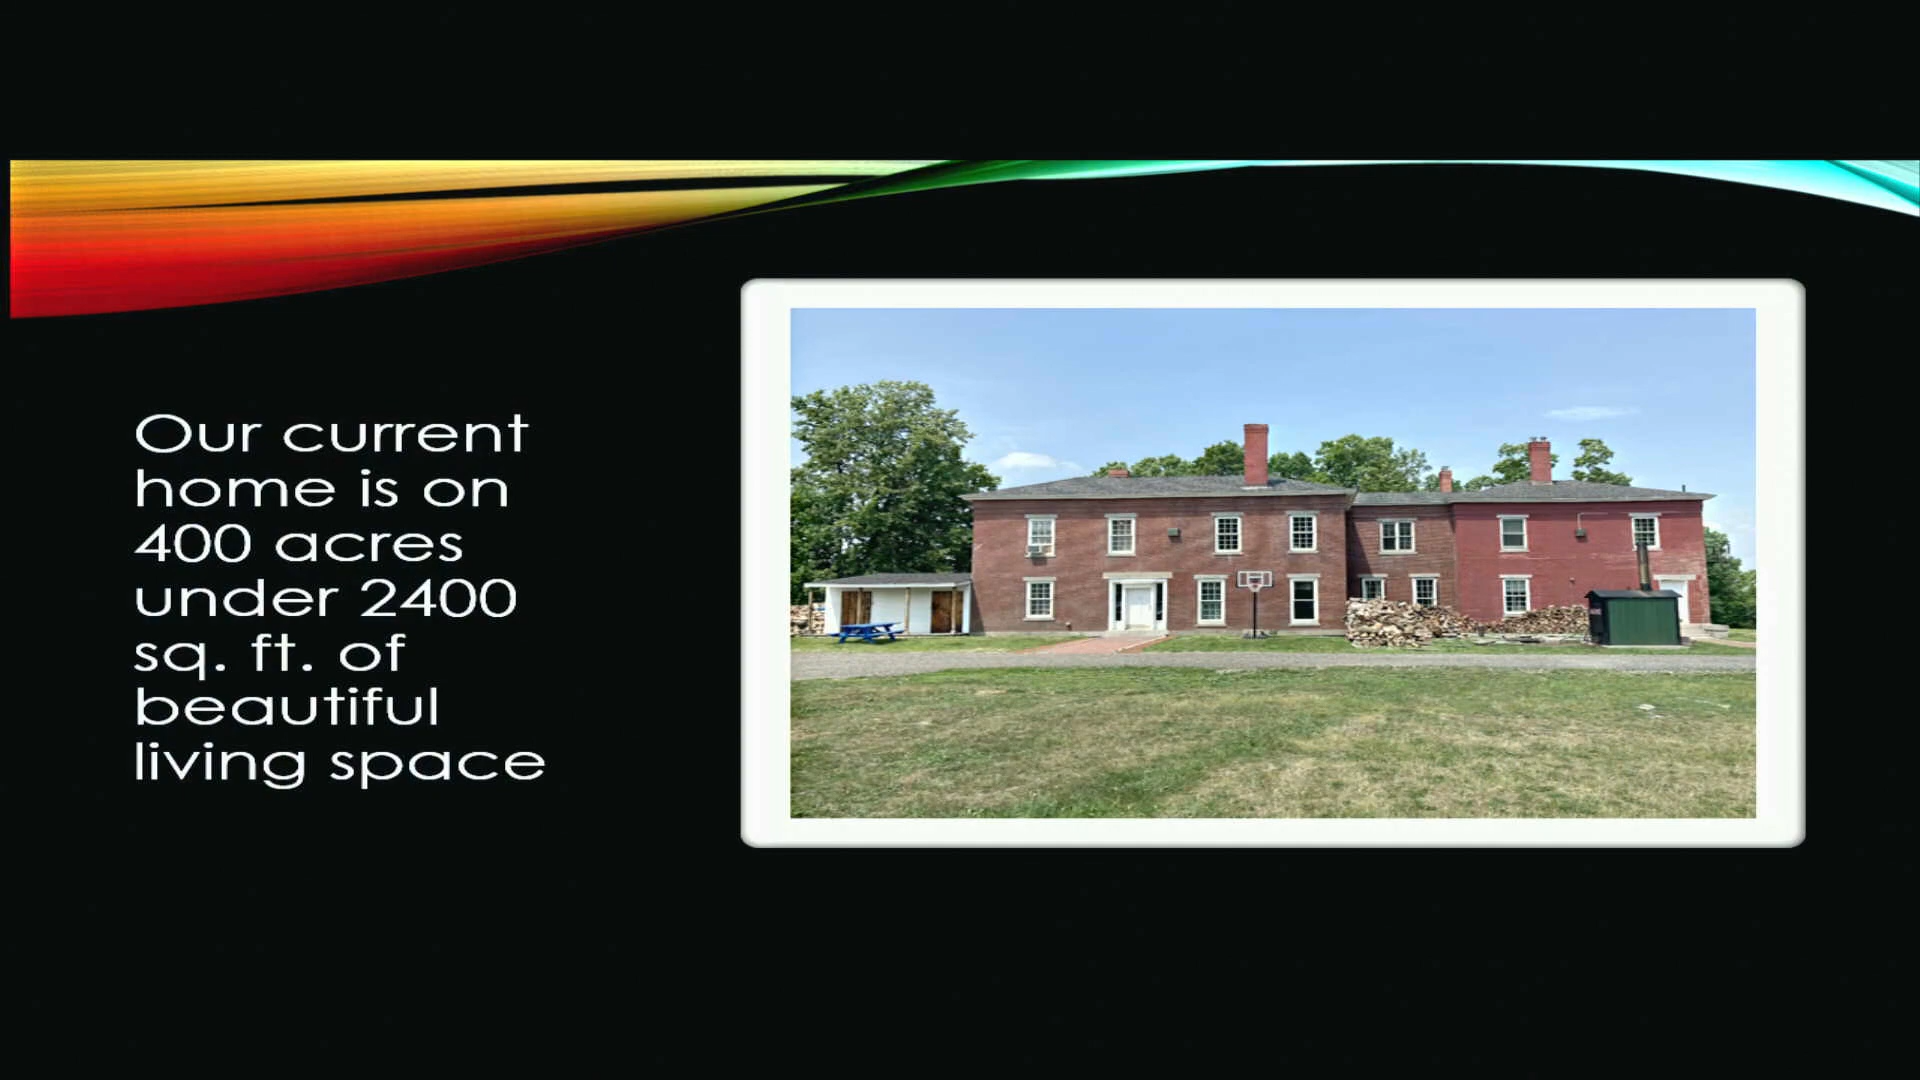 Our current
home is on
400 acres
under 2400
sq. ft. of
beautiful
living space